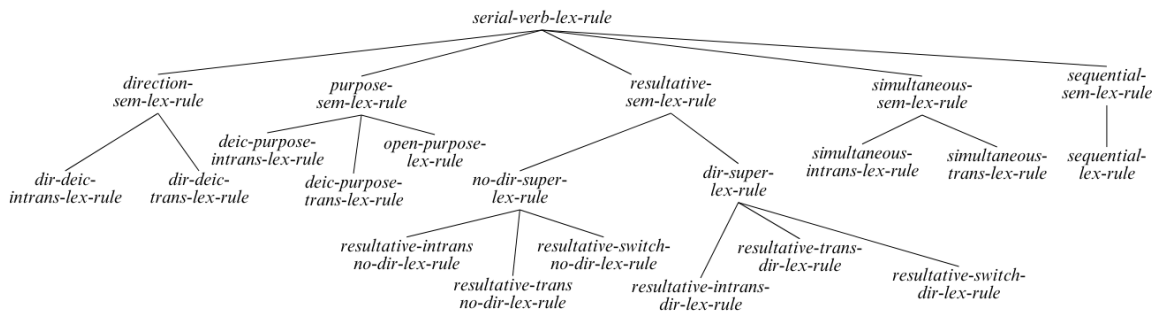 serial-verb-lex-rule
direction-
sem-lex-rule
purpose-
sem-lex-rule
resultative-
sem-lex-rule
simultaneous-
sem-lex-rule
sequential-
sem-lex-rule
dir-deic-
intrans-lex-rule
dir-deic-
trans-lex-rule
deic-purpose-
intrans-lex-rule
deic-purpose-
trans-lex-rule
open-purpose-
lex-rule
no-dir-super-
lex-rule
dir-super-
lex-rule
simultaneous-
intrans-lex-rule
simultaneous-
trans-lex-rule
sequential-
lex-rule
resultative-intrans
no-dir-lex-rule
resultative-trans
no-dir-lex-rule
resultative-switch-
no-dir-lex-rule
resultative-intrans-
dir-lex-rule
resultative-trans-
dir-lex-rule
resultative-switch-
dir-lex-rule